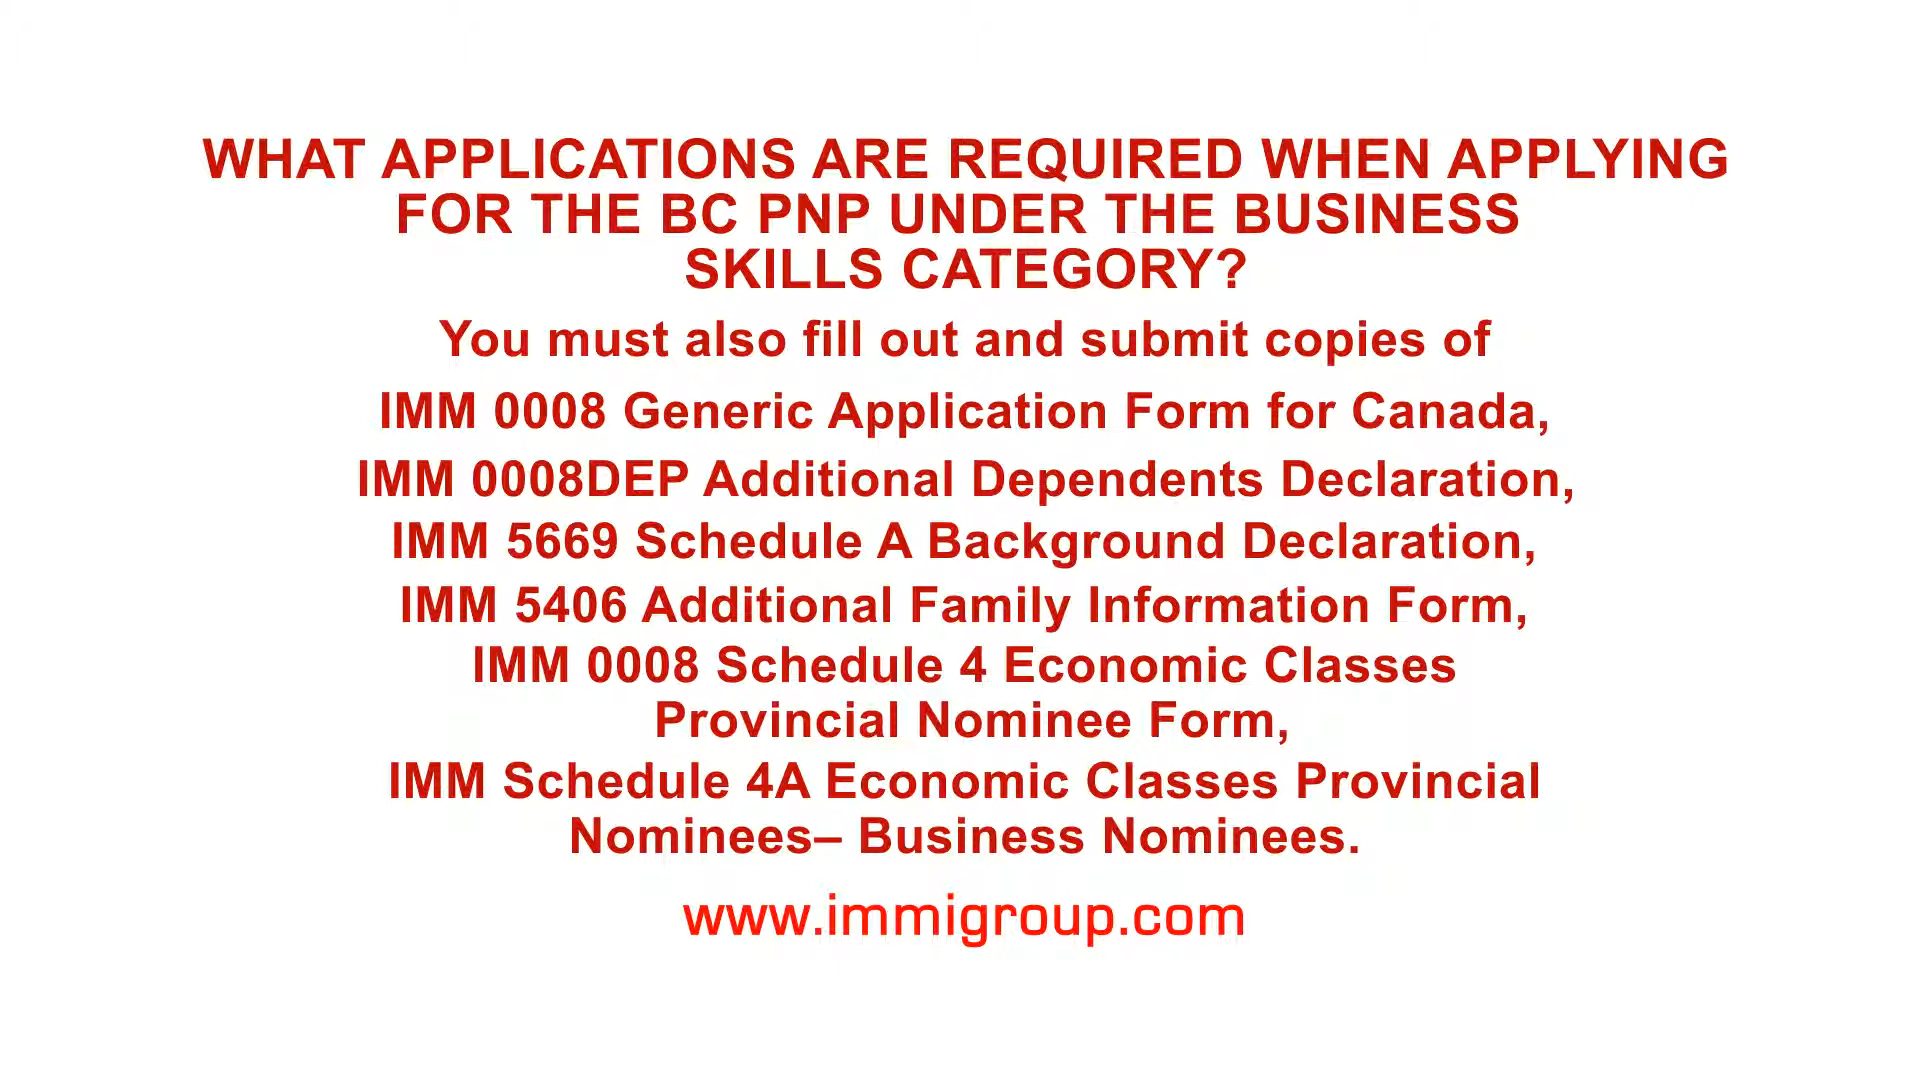 WHAT APPLICATIONS ARE REQUIRED WHEN APPLYING
FOR THE BC PNP UNDER THE BUSINESS
SKILLS CATEGORY?
You must also fill out and submit copies of
IMM 0008 Generic Application Form for Canada,
IMM 0008DEP Additional Dependents Declaration,
IMM 5669 Schedule A Background Declaration,
IMM 5406 Additional Family Information Form,
IMM 0008 Schedule 4 Economic Classes
Provincial Nominee Form,
IMM Schedule 4A Economic Classes Provincial
Nominees– Business Nominees.
www.immigroup.com